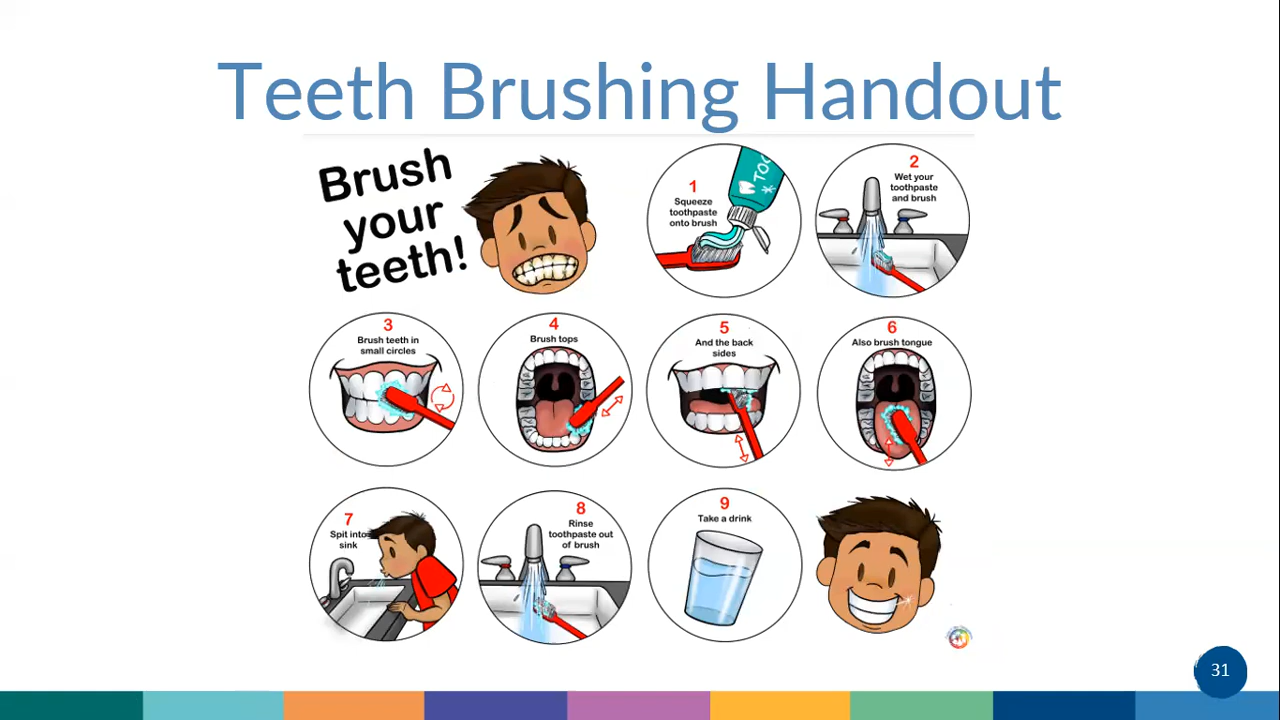 Teeth Brushing Handout
Brush
your
teeth!
1
Squeeze
toothpaste
onto brush
TOO
2
Wet your
toothpaste
and brush
3
Brush teeth in
small circles
4
Brush tops
5
And the back
sides
6
Also brush tongue
7
Spit into
sink
8
Rinse
toothpaste out
of brush
9
Take a drink
31